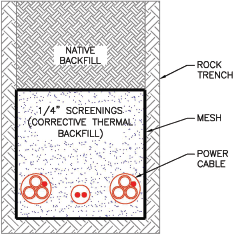 NATIVE
BACKFILL
ROCK
TRENCH
1/4" SCREENINGS
(CORRECTIVE THERMAL
BACKFILL)
MESH
POWER
CABLE